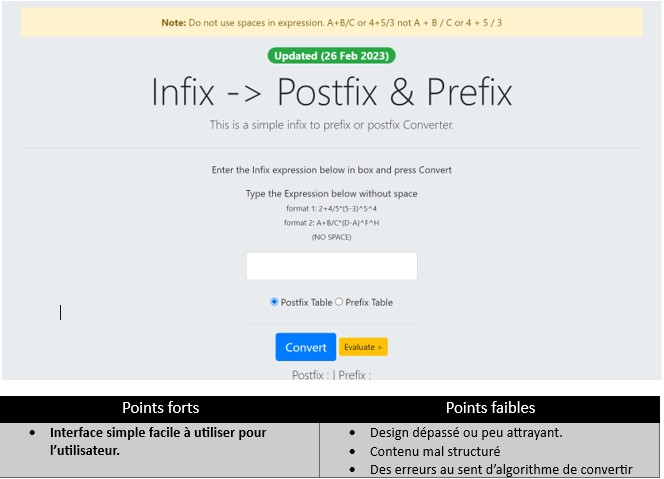 Note: Do not use spaces in expression. A+B/C or 4+5/3 not A + B / C or 4 + 5 / 3
Updated (26 Feb 2023)
Infix -> Postfix & Prefix
This is a simple infix to prefix or postfix Converter.
Enter the Infix expression below in box and press Convert
Type the Expression below without space
format 1: 2+4/5*(5-3)^5^4
format 2: A+B/C*(D-A)^F^H
(NO SPACE)
Postfix Table Prefix Table
Convert Evaluate >
Postfix : | Prefix :
Points forts Points faibles
• Interface simple facile à utiliser pour
l’utilisateur.
• Design dépassé ou peu attrayant.
• Contenu mal structuré
• Des erreurs au sent d’algorithme de convertir